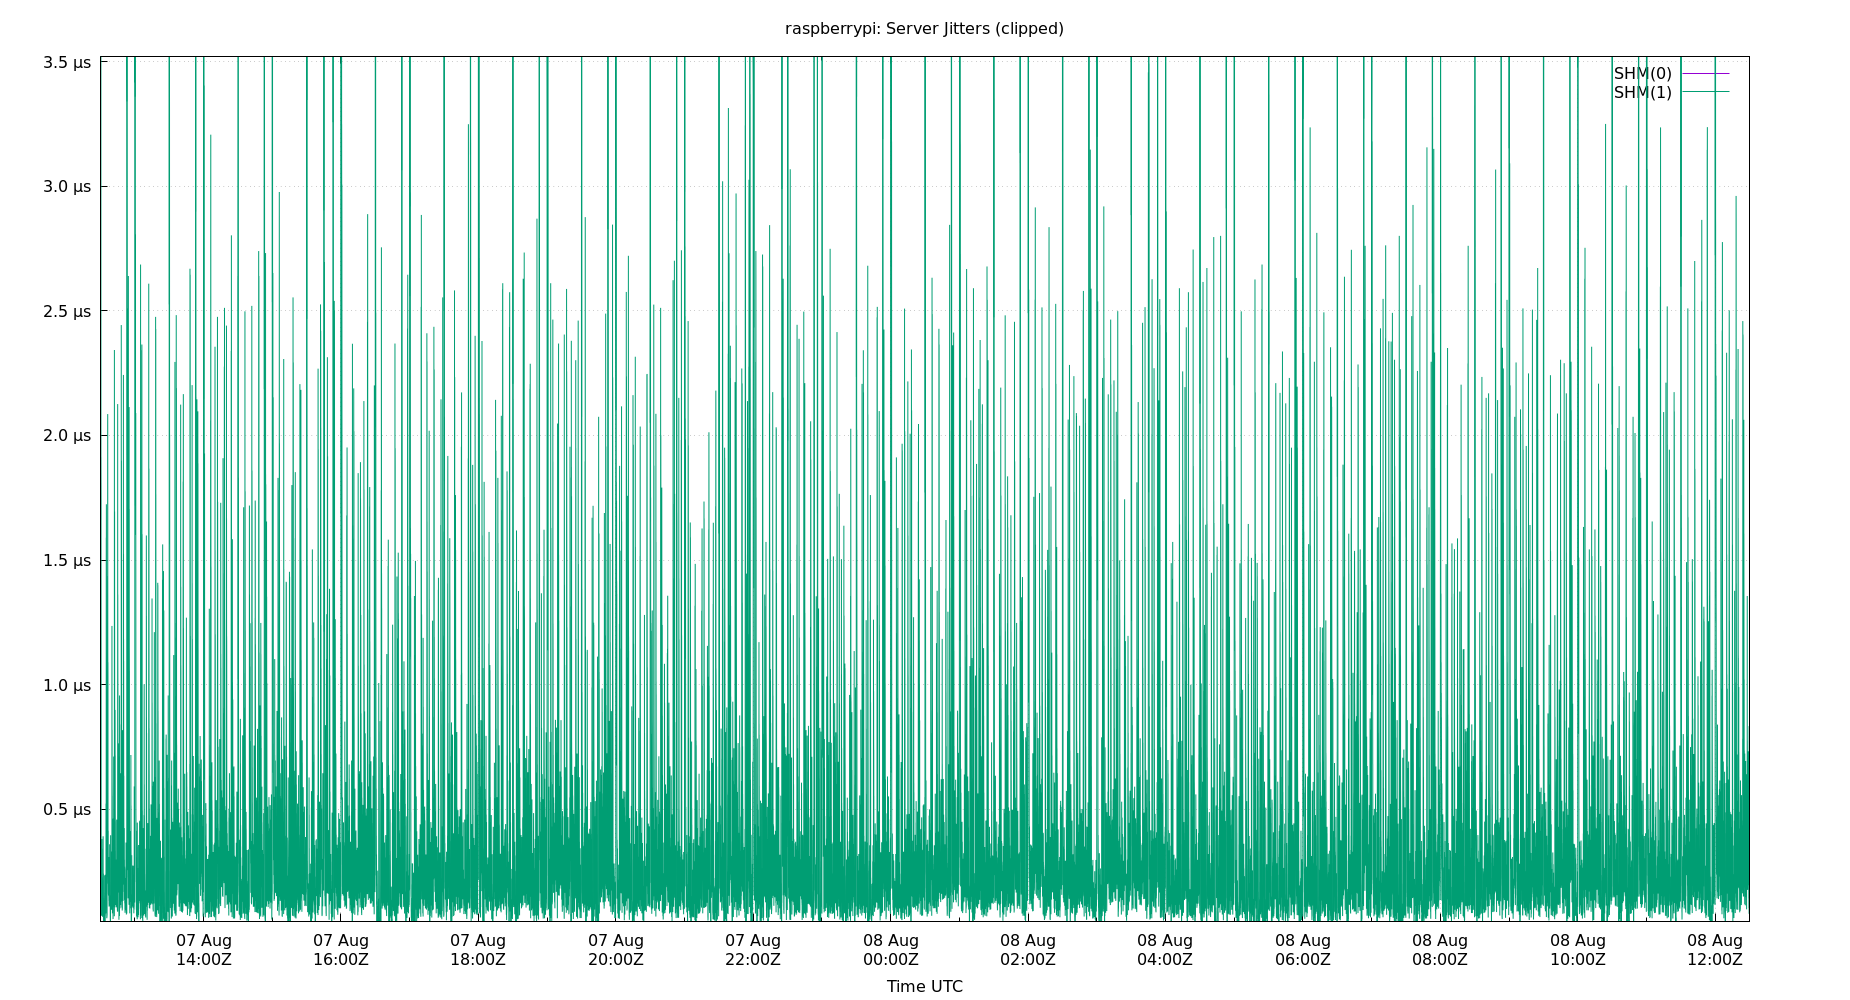 raspberrypi: Server Jitters (clipped)
3.5 µs
SHM(0)
SHM(1)
3.0 µs
2.5 µs
2.0 µs
1.5 µs
1.0 µs
0.5 µs
07 Aug 07 Aug 07 Aug 07 Aug 07 Aug 08 Aug 08 Aug 08 Aug 08 Aug 08 Aug 08 Aug 08 Aug
14:00Z 16:00Z 18:00Z 20:00Z 22:00Z 00:00Z 02:00Z 04:00Z 06:00Z 08:00Z 10:00Z 12:00Z
Time UTC